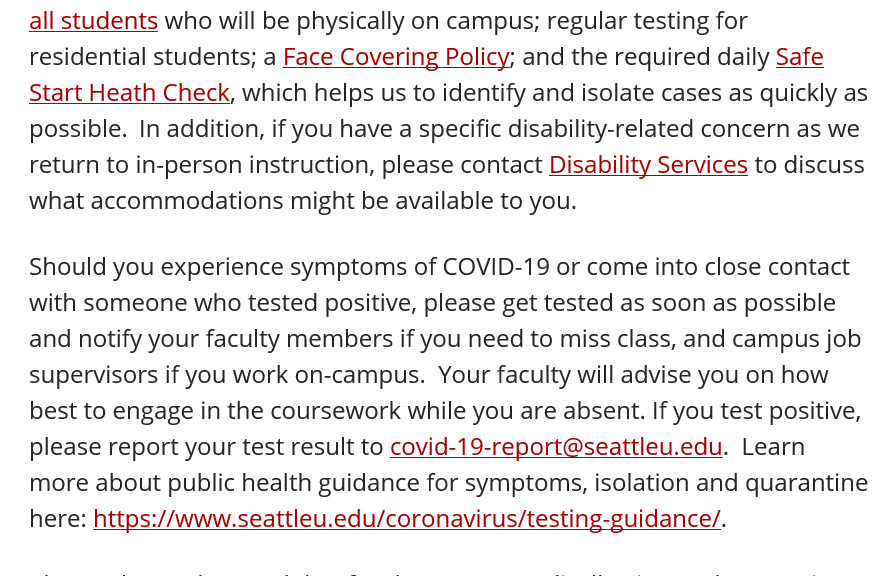 all students who will be physically on campus; regular testing for
residential students; a Face Covering Policy; and the required daily Safe
Start Heath Check, which helps us to identify and isolate cases as quickly as
possible.  In addition, if you have a specific disability-related concern as we
return to in-person instruction, please contact Disability Services to discuss
what accommodations might be available to you.
Should you experience symptoms of COVID-19 or come into close contact
with someone who tested positive, please get tested as soon as possible
and notify your faculty members if you need to miss class, and campus job
supervisors if you work on-campus.  Your faculty will advise you on how
best to engage in the coursework while you are absent. If you test positive,
please report your test result to covid-19-report@seattleu.edu.  Learn
more about public health guidance for symptoms, isolation and quarantine
here: https://www.seattleu.edu/coronavirus/testing-guidance/.